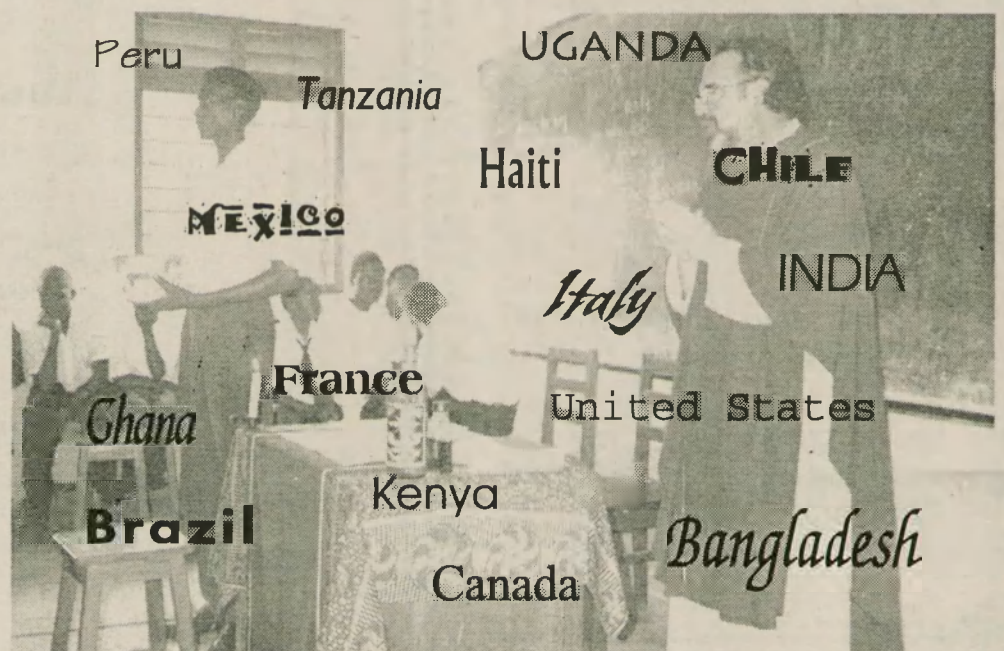 Peru
UGANDA
Tanzania
Haiti
CHILE
MEXICO
INDIA
Italy
France
United States
Ghana
Kenya
Brazil
Bangladesh
Canada